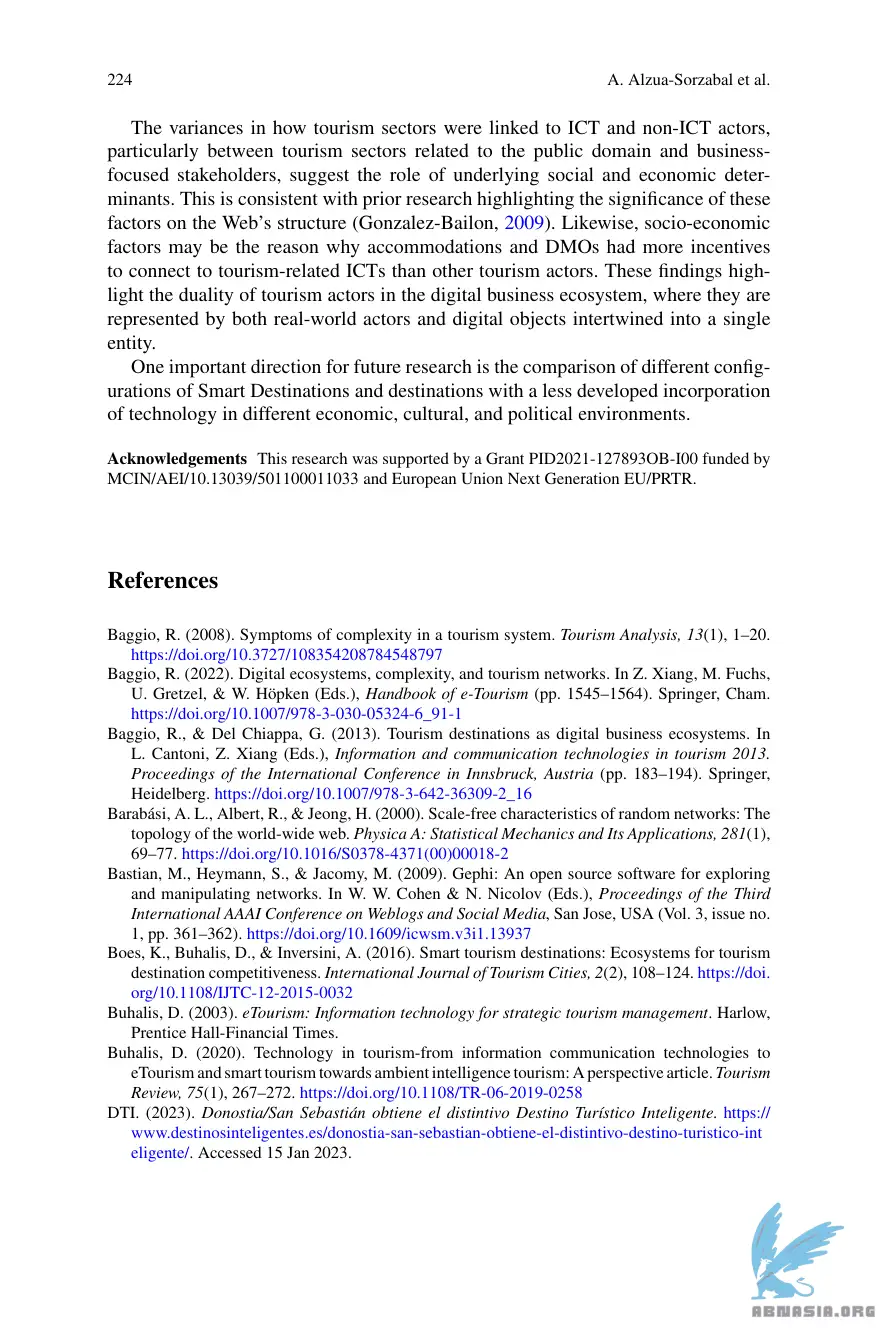 224 A. Alzua-Sorzabal et al.
The variances in how tourism sectors were linked to ICT and non-ICT actors,
particularly between tourism sectors related to the public domain and business-
focused stakeholders, suggest the role of underlying social and economic deter-
minants. This is consistent with prior research highlighting the significance of these
factors on the Web's structure (Gonzalez-Bailon, 2009). Likewise, socio-economic
factors may be the reason why accommodations and DMOs had more incentives
to connect to tourism-related ICTs than other tourism actors. These findings high-
light the duality of tourism actors in the digital business ecosystem, where they are
represented by both real-world actors and digital objects intertwined into a single
entity.
One important direction for future research is the comparison of different config-
urations of Smart Destinations and destinations with a less developed incorporation
of technology in different economic, cultural, and political environments.
Acknowledgements This research was supported by a Grant PID2021-127893OB-I00 funded by
MCIN/AEI/10.13039/501100011033 and European Union Next Generation EU/PRTR.
References
Baggio, R. (2008). Symptoms of complexity in a tourism system. Tourism Analysis, 13(1), 1–20.
https://doi.org/10.3727/108354208784548797
Baggio, R. (2022). Digital ecosystems, complexity, and tourism networks. In Z. Xiang, M. Fuchs,
U. Gretzel, & W. Höpken (Eds.), Handbook of e-Tourism (pp. 1545–1564). Springer, Cham.
https://doi.org/10.1007/978-3-030-05324-6_91-1
Baggio, R., & Del Chiappa, G. (2013). Tourism destinations as digital business ecosystems. In
L. Cantoni, Z. Xiang (Eds.), Information and communication technologies in tourism 2013.
Proceedings of the International Conference in Innsbruck, Austria (pp. 183–194). Springer,
Heidelberg. https://doi.org/10.1007/978-3-642-36309-2_16
Barabási, A. L., Albert, R., & Jeong, H. (2000). Scale-free characteristics of random networks: The
topology of the world-wide web. Physica A: Statistical Mechanics and Its Applications, 281(1),
69–77. https://doi.org/10.1016/S0378-4371(00)00018-2
Bastian, M., Heymann, S., & Jacomy, M. (2009). Gephi: An open source software for exploring
and manipulating networks. In W. W. Cohen & N. Nicolov (Eds.), Proceedings of the Third
International AAAI Conference on Weblogs and Social Media, San Jose, USA (Vol. 3, issue no.
1, pp. 361–362). https://doi.org/10.1609/icwsm.v3i1.13937
Boes, K., Buhalis, D., & Inversini, A. (2016). Smart tourism destinations: Ecosystems for tourism
destination competitiveness. International Journal of Tourism Cities, 2(2), 108–124. https://doi.
org/10.1108/IJTC-12-2015-0032
Buhalis, D. (2003). eTourism: Information technology for strategic tourism management. Harlow,
Prentice Hall-Financial Times.
Buhalis, D. (2020). Technology in tourism-from information communication technologies to
eTourism and smart tourism towards ambient intelligence tourism: A perspective article. Tourism
Review, 75(1), 267–272. https://doi.org/10.1108/TR-06-2019-0258
DTI. (2023). Donostia/San Sebastián obtiene el distintivo Destino Turístico Inteligente. https://
www.destinosinteligentes.es/donostia-san-sebastian-obtiene-el-distintivo-destino-turistico-int
eligente/. Accessed 15 Jan 2023.
ABNASIA.ORG